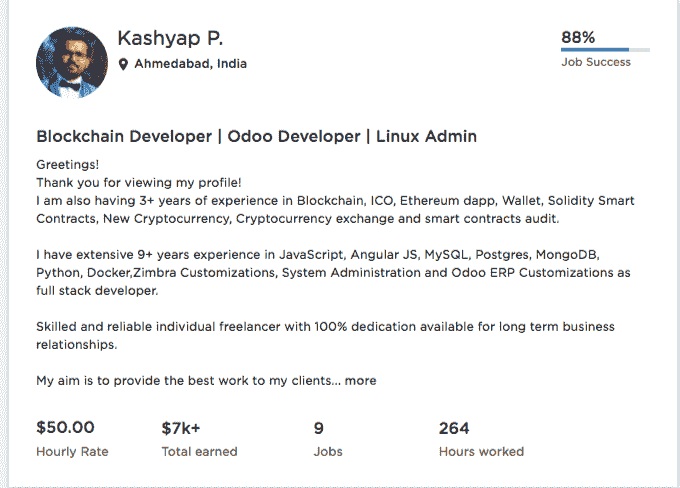 Kashyap P.
Ahmedabad, India
88%
Job Success
Blockchain Developer | Odoo Developer | Linux Admin
Greetings!
Thank you for viewing my profile!
I am also having 3+ years of experience in Blockchain, ICO, Ethereum dapp, Wallet, Solidity Smart
Contracts, New Cryptocurrency, Cryptocurrency exchange and smart contracts audit.
I have extensive 9+ years experience in JavaScript, Angular JS, MySQL, Postgres, MongoDB,
Python, Docker,Zimbra Customizations, System Administration and Odoo ERP Customizations as
full stack developer.
Skilled and reliable individual freelancer with 100% dedication available for long term business
relationships.
My aim is to provide the best work to my clients... more
$50.00
Hourly Rate
$7k+
Total earned
9
Jobs
264
Hours worked